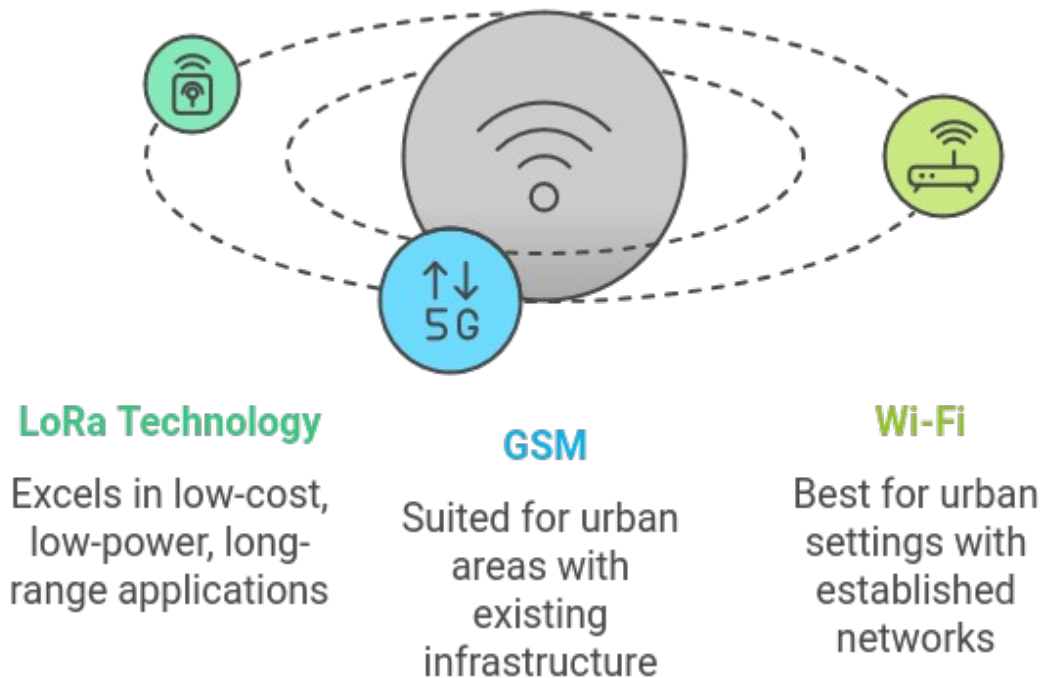 5G
LoRa Technology
Excels in low-cost,
low-power, long-
range applications
GSM
Suited for urban
areas with
existing
infrastructure
Wi-Fi
Best for urban
settings with
established
networks